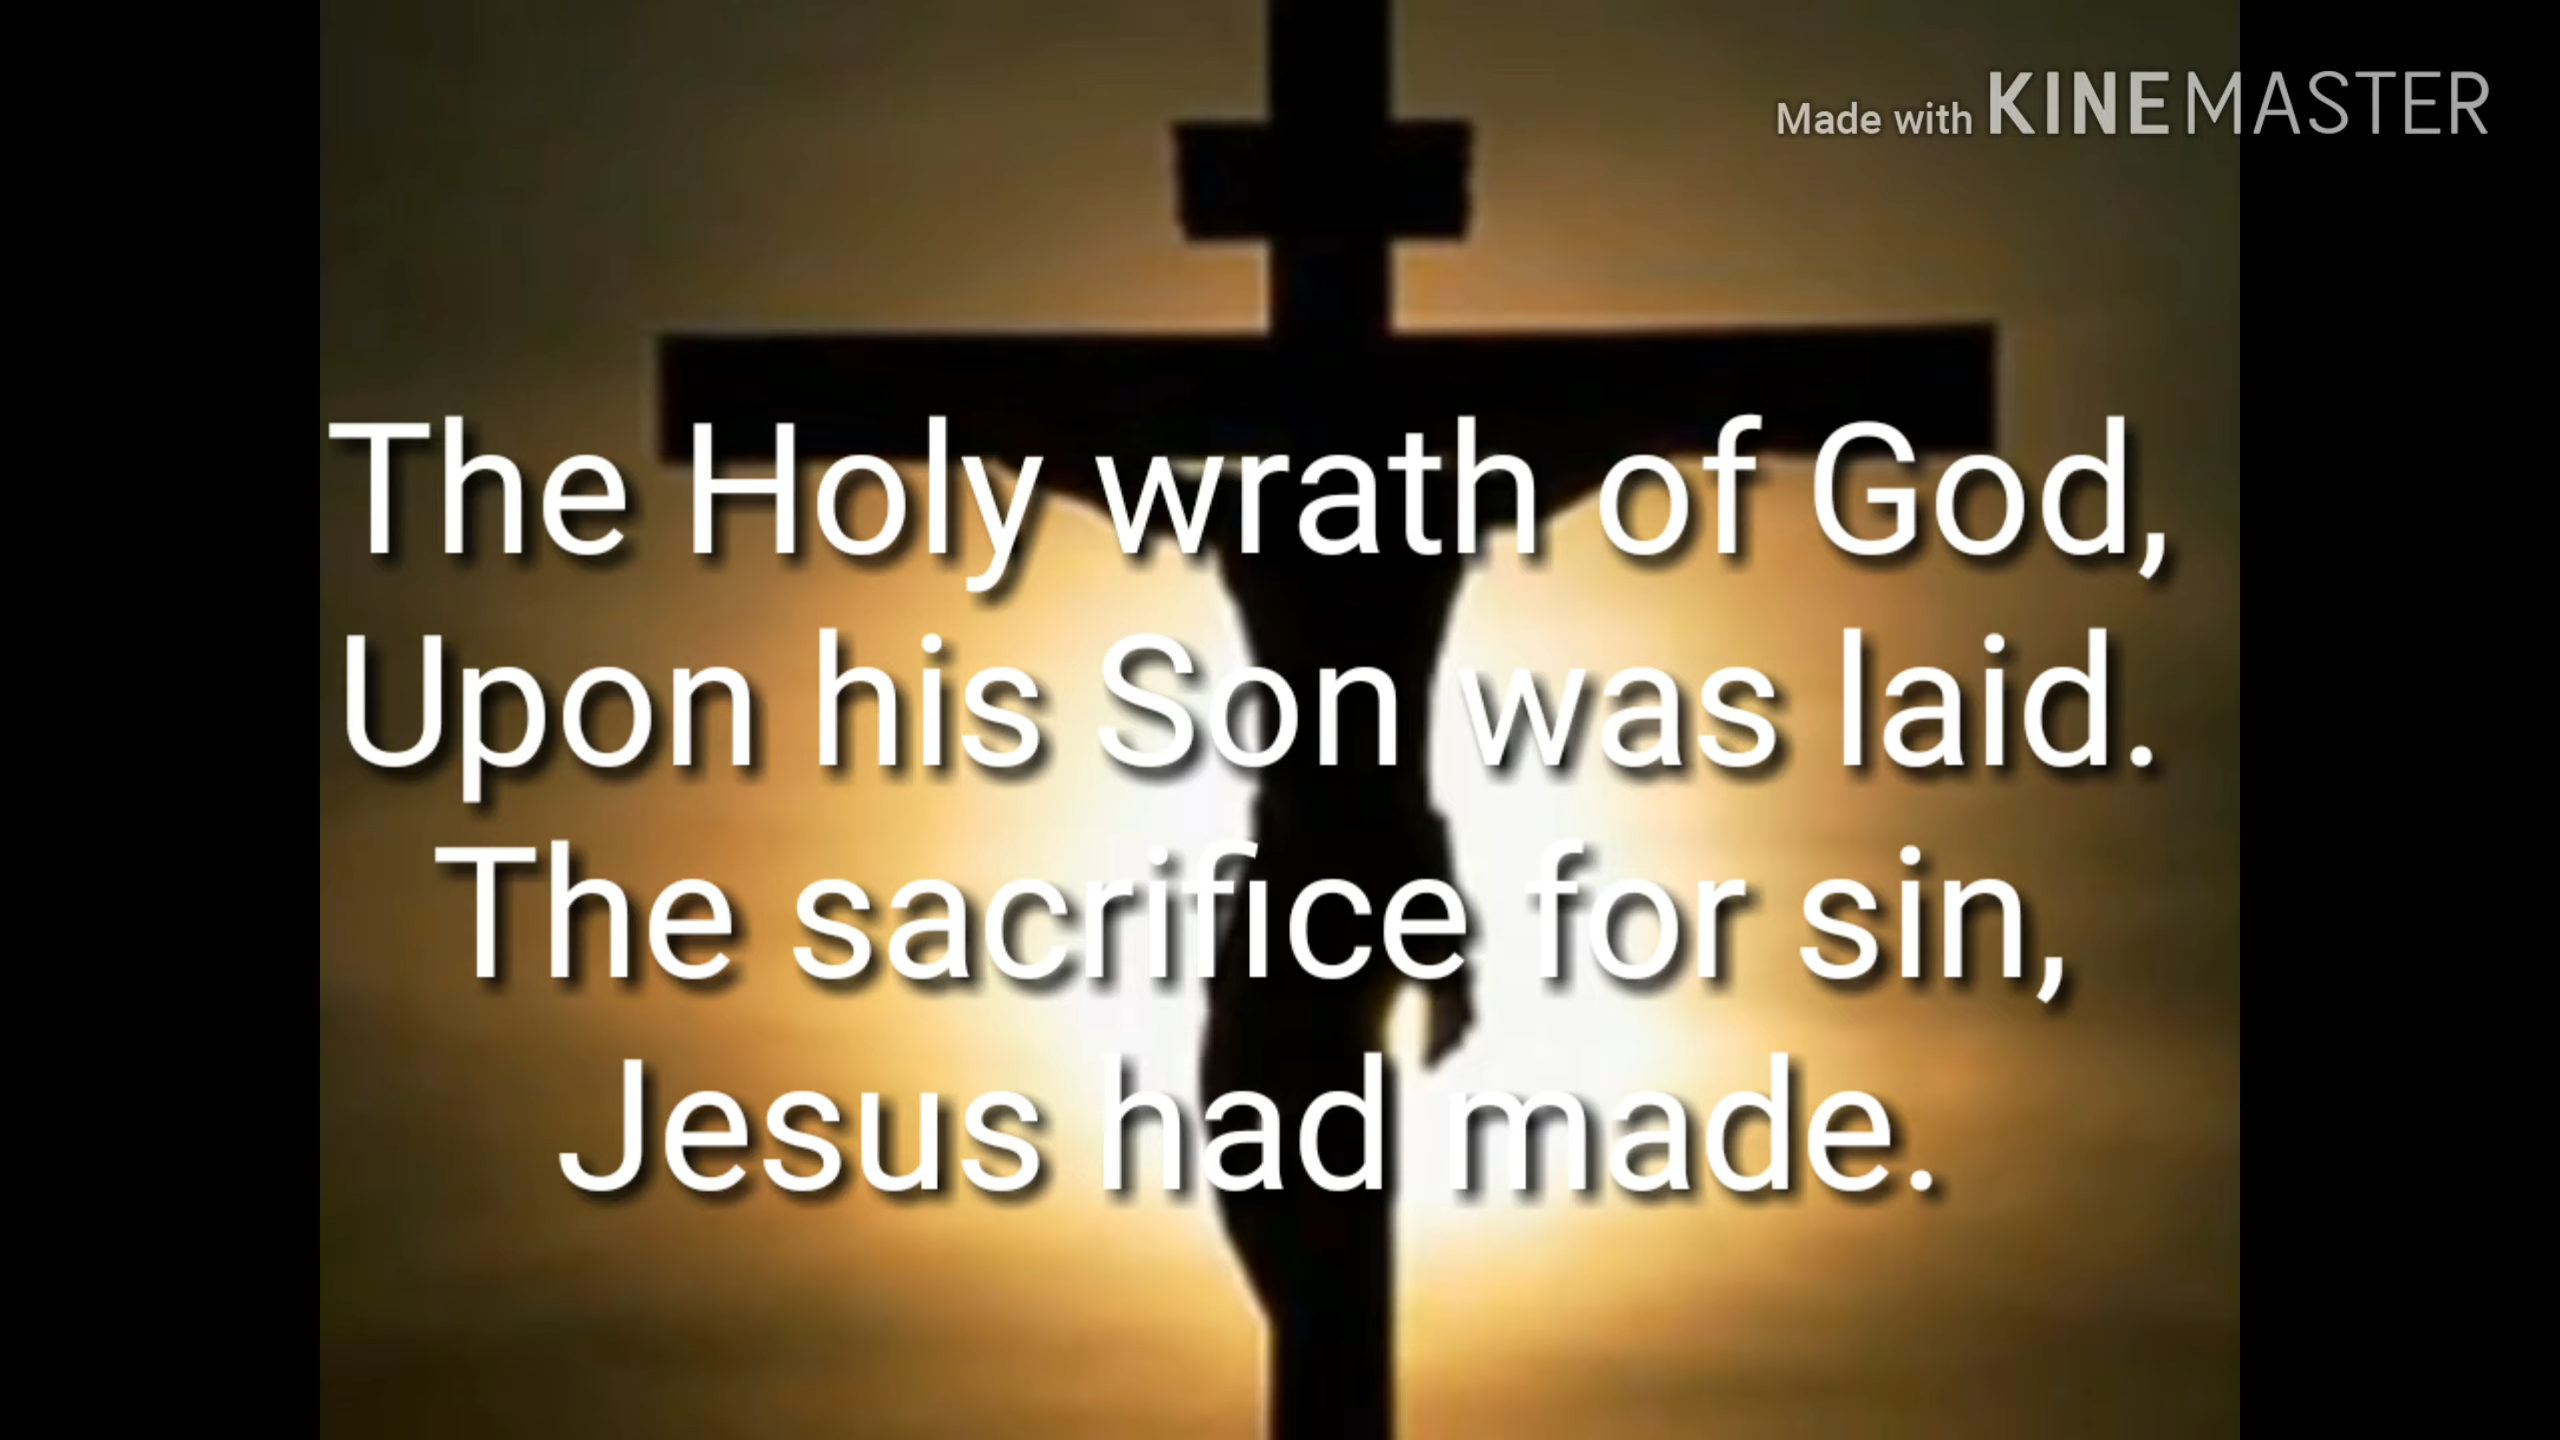 Made with KINEMASTER
The Holy wrath of God,
Upon his Son was laid.
The sacrifice for sin,
Jesus had made.